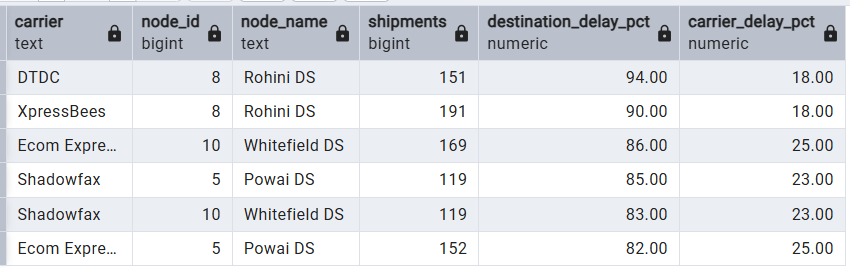 carrier node_id node_name shipments destination_delay_pct carrier_delay_pct
text bigint text bigint numeric numeric
DTDC 8 Rohini DS 151 94.00 18.00
XpressBees 8 Rohini DS 191 90.00 18.00
Ecom Expre... 10 Whitefield DS 169 86.00 25.00
Shadowfax 5 Powai DS 119 85.00 23.00
Shadowfax 10 Whitefield DS 119 83.00 23.00
Ecom Expre... 5 Powai DS 152 82.00 25.00